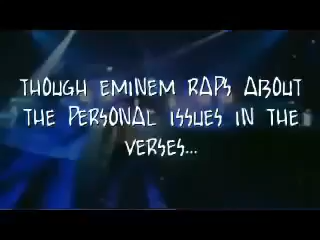 THOUGH EMINEM RAPS ABOUT
THE PERSONAL ISSUES IN THE
VERSES...